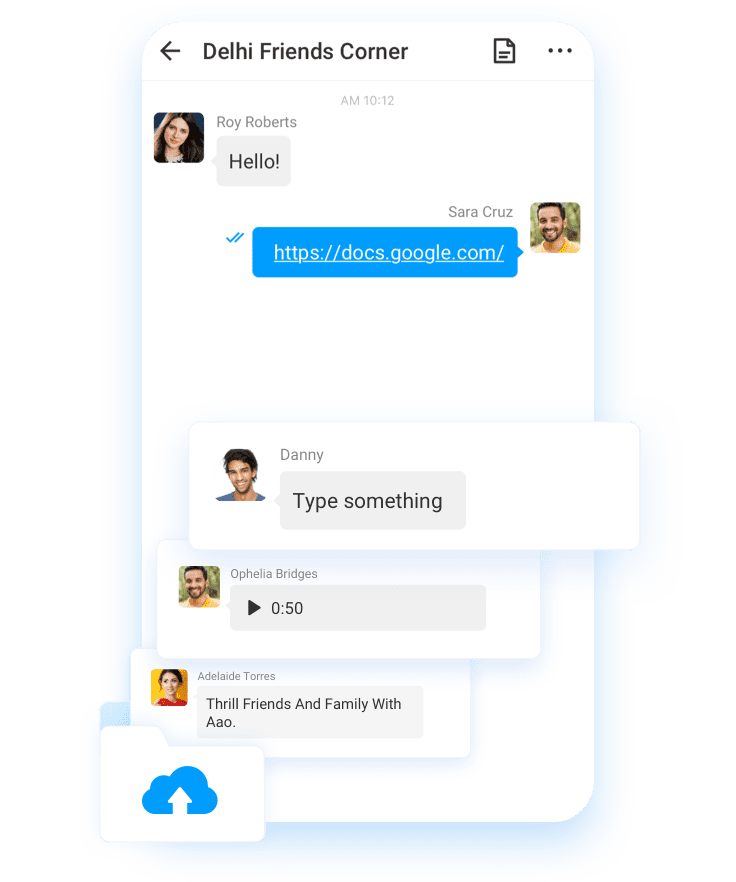 Delhi Friends Corner
AM 10:12
Roy Roberts
Hello!
Sara Cruz
https://docs.google.com/
Danny
Type something
Ophelia Bridges
0:50
Adelaide Torres
Thrill Friends And Family With
Aao.